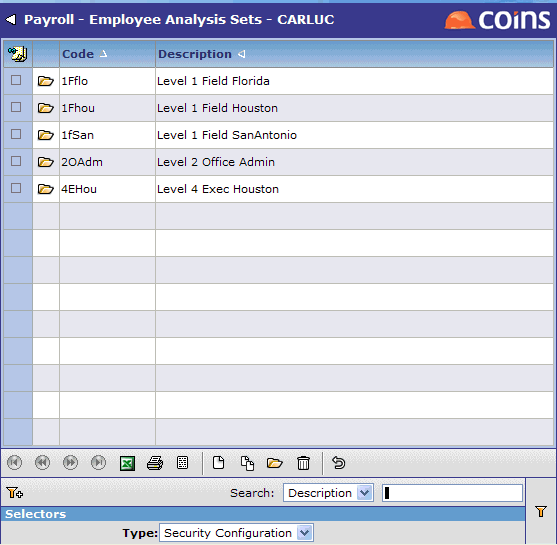 Payroll - Employee Analysis Sets - CARLUC
coins
Code Description
1Fflo Level 1 Field Florida
1Fhou Level 1 Field Houston
1fSan Level 1 Field SanAntonio
2OAdm Level 2 Office Admin
4EHou Level 4 Exec Houston
Search: Description
Selectors
Type: Security Configuration